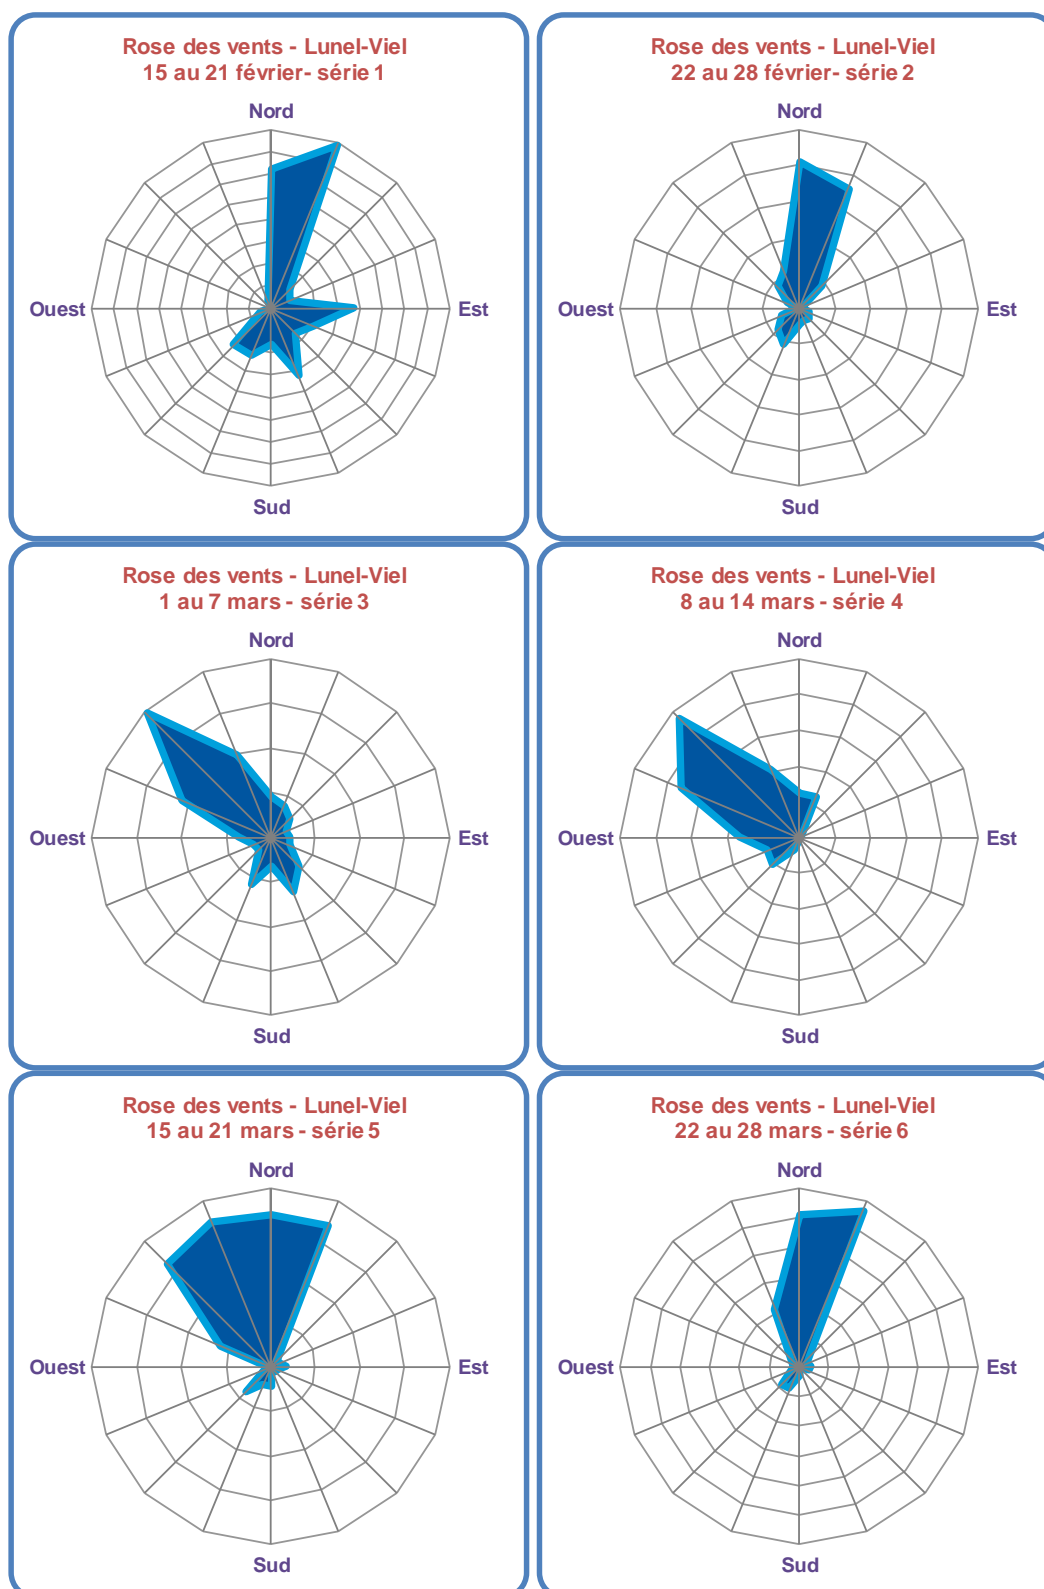 Rose des vents - Lunel-Viel
15 au 21 février- série 1
Nord
Ouest
Est
Sud
Rose des vents - Lunel-Viel
22 au 28 février- série 2
Nord
Ouest
Est
Sud
Rose des vents - Lunel-Viel
1 au 7 mars - série 3
Nord
Ouest
Est
Sud
Rose des vents - Lunel-Viel
8 au 14 mars - série 4
Nord
Ouest
Est
Sud
Rose des vents - Lunel-Viel
15 au 21 mars - série 5
Nord
Ouest
Est
Sud
Rose des vents - Lunel-Viel
22 au 28 mars - série 6
Nord
Ouest
Est
Sud